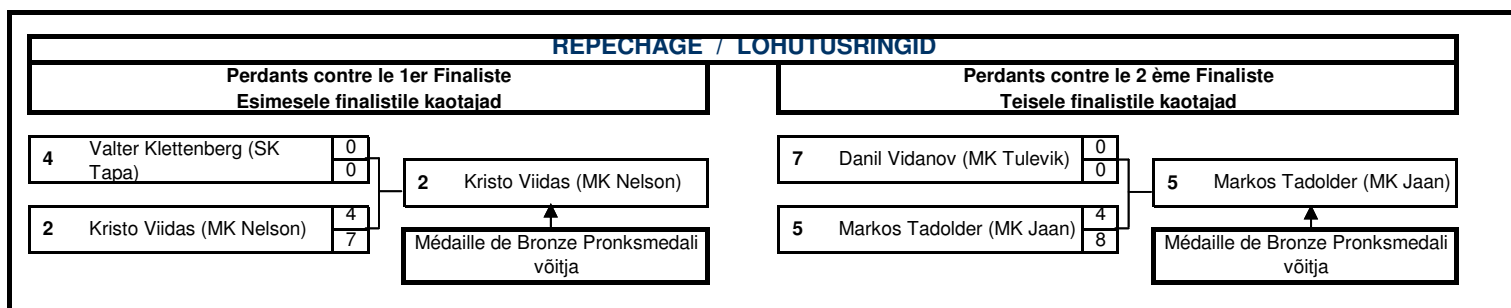 REPECHAGE / LOHUTUSRINGID
Perdants contre le 1er Finaliste
Esimesele finalistile kaotajad
Perdants contre le 2 ème Finaliste
Teisele finalistile kaotajad
4 Valter Klettenberg (SK
Tapa)
0
0
2 Kristo Viidas (MK Nelson)
2 Kristo Viidas (MK Nelson)
4
7
Médaille de Bronze Pronksmedali
võitja
7 Danil Vidanov (MK Tulevik)
0
0
5 Markos Tadolder (MK Jaan)
5 Markos Tadolder (MK Jaan)
4
8
Médaille de Bronze Pronksmedali
võitja